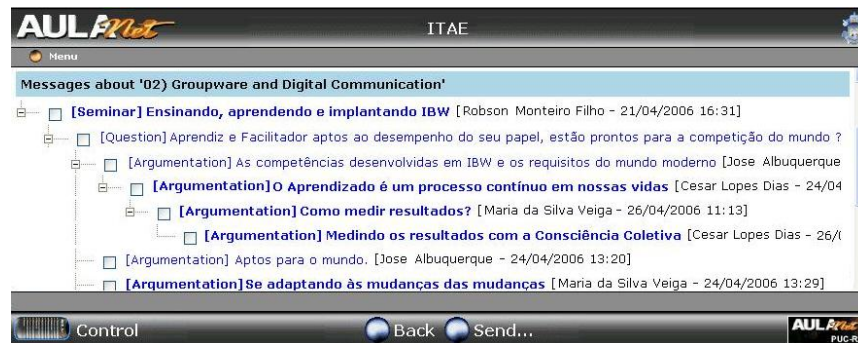 AULANet
ITAE
Menu
Messages about '02) Groupware and Digital Communication'
[Seminar] Ensinando, aprendendo e implantando IBW [Robson Monteiro Filho - 21/04/2006 16:31]
[Question] Aprendiz e Facilitador aptos ao desempenho do seu papel, estão prontos para a competição do mundo ?
[Argumentation] As competências desenvolvidas em IBW e os requisitos do mundo moderno [Jose Albuquerque
[Argumentation] O Aprendizado é um processo contínuo em nossas vidas [Cesar Lopes Dias - 24/04
[Argumentation] Como medir resultados? [Maria da Silva Veiga - 26/04/2006 11:13]
[Argumentation] Medindo os resultados com a Consciência Coletiva [Cesar Lopes Dias - 26/(
[Argumentation] Aptos para o mundo. [Jose Albuquerque - 24/04/2006 13:20]
[Argumentation] Se adaptando às mudanças das mudanças [Maria da Silva Veiga - 24/04/2006 13:29]
Control
Back
Send...
AULANet
PUC-R